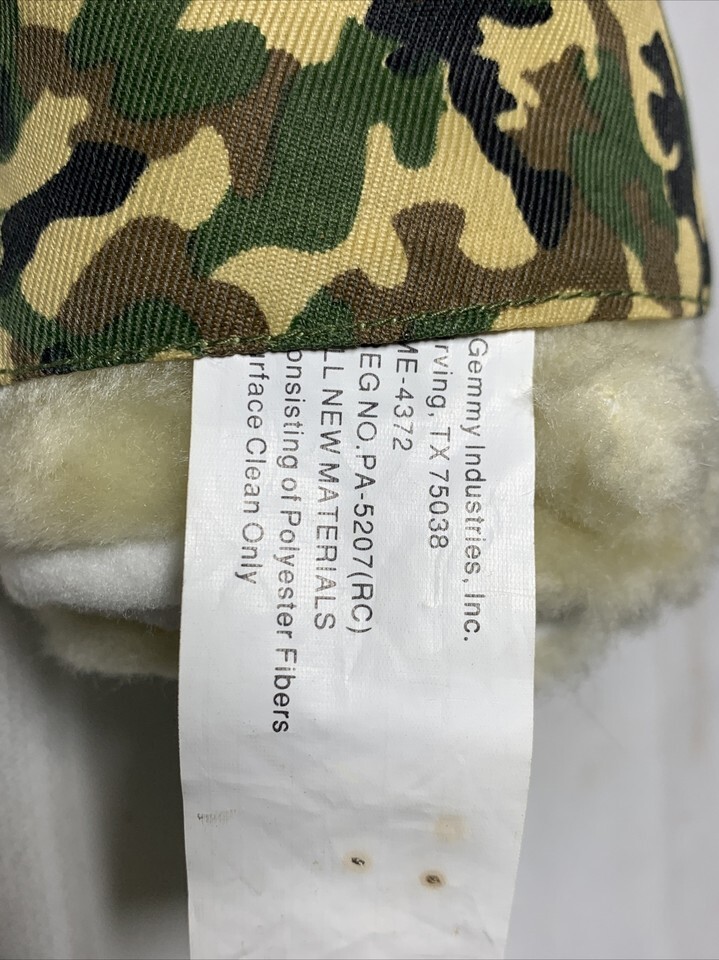 Gemmy Industries, Inc.
rving, TX 75038
ME-4372
EG NO.PA-5207(RC)
LL NEW MATERIALS
onsisting of Polyester Fibers
rface Clean Only